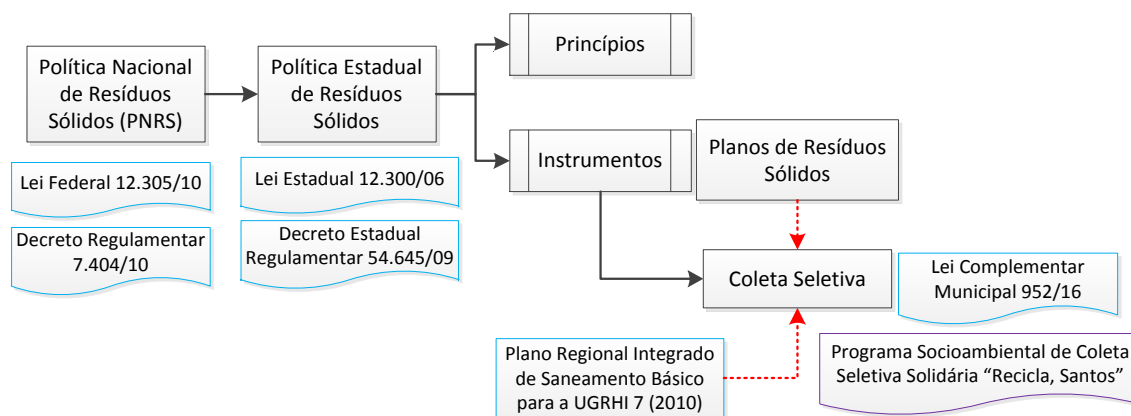 Princípios
Política Nacional
de Resíduos
Sólidos (PNRS)
Política Estadual
de Resíduos
Sólidos
Instrumentos
Planos de Resíduos
Sólidos
Lei Federal 12.305/10
Lei Estadual 12.300/06
Decreto Regulamentar
7.404/10
Decreto Estadual
Regulamentar 54.645/09
Coleta Seletiva
Lei Complementar
Municipal 952/16
Plano Regional Integrado
de Saneamento Básico
para a UGRHI 7 (2010)
Programa Socioambiental de Coleta
Seletiva Solidária “Recicla, Santos”